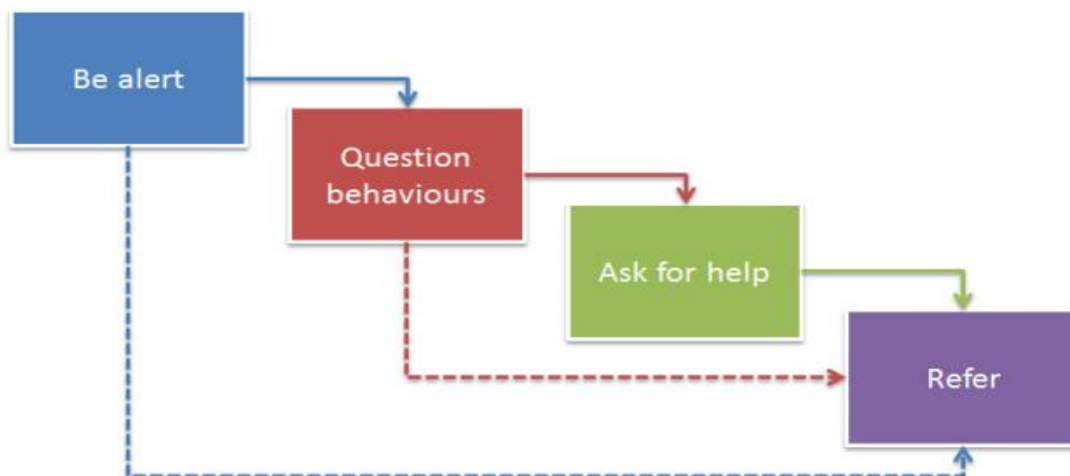 Be alert
Question
behaviours
Ask for help
Refer